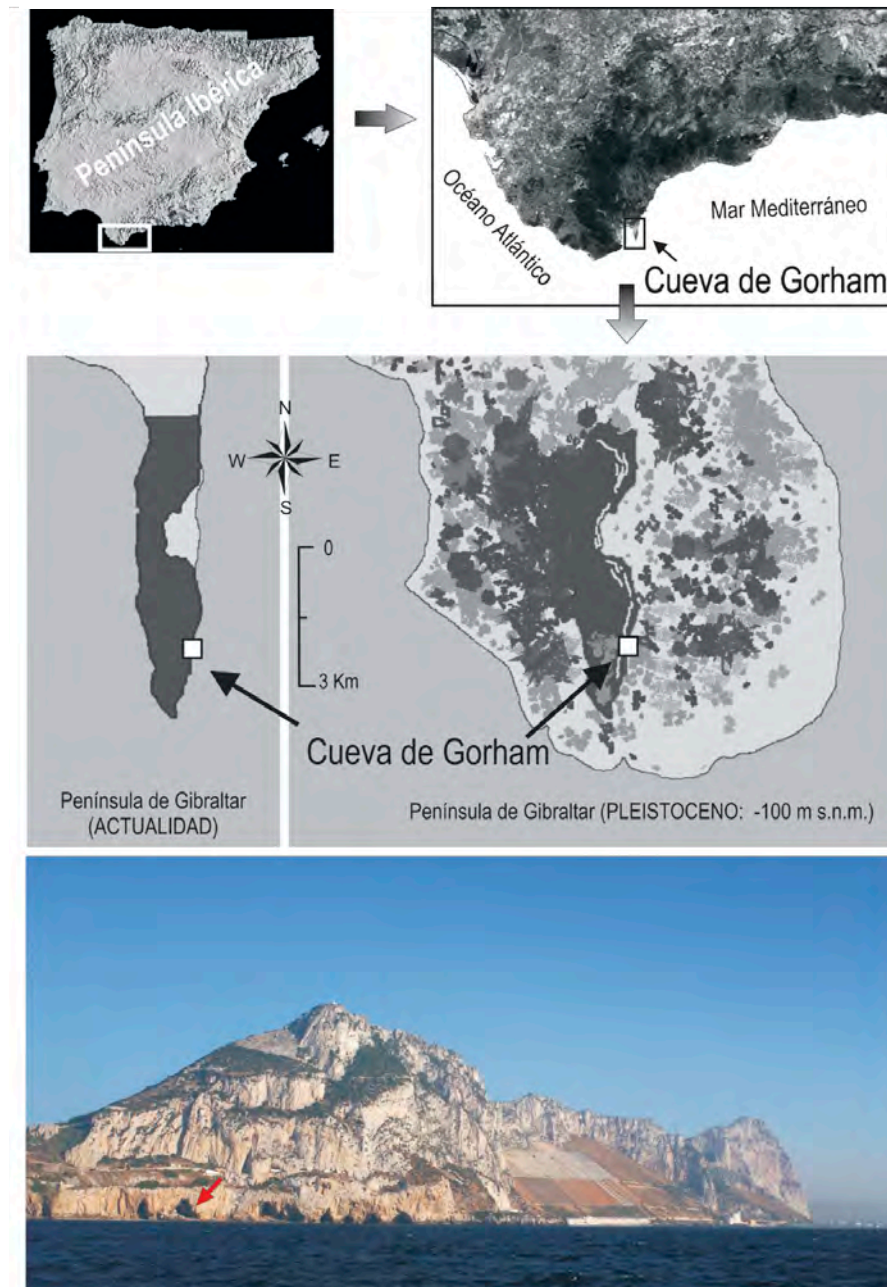 Península Ibérica
Océano Atlántico
Mar Mediterráneo
Cueva de Gorham
N
W
E
S
0
3 Km
Cueva de Gorham
Península de Gibraltar
(ACTUALIDAD)
Península de Gibraltar (PLEISTOCENO: -100 m s.n.m.)